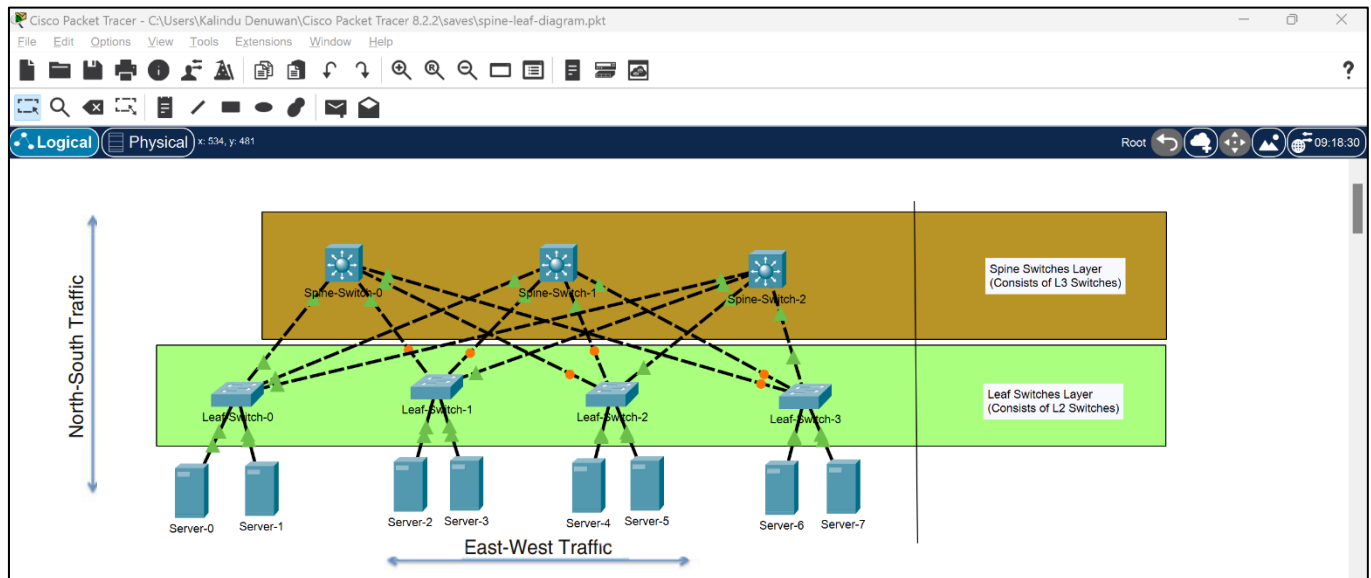 Cisco Packet Tracer - C:\Users\Kalindu Denuwan\Cisco Packet Tracer 8.2.2\saves\spine-leaf-diagram.pkt
File Edit Options View Tools Extensions Window Help
?
Logical Physical x: 534, y: 481 Root 09:18:30
North-South Traffic
Spine-Switch-0 Spine-Switch-1 Spine-Switch-2
Spine Switches Layer
(Consists of L3 Switches)
Leaf-Switch-0 Leaf-Switch-1 Leaf-Switch-2 Leaf-Switch-3
Leaf Switches Layer
(Consists of L2 Switches)
Server-0 Server-1 Server-2 Server-3 Server-4 Server-5 Server-6 Server-7
East-West Traffic